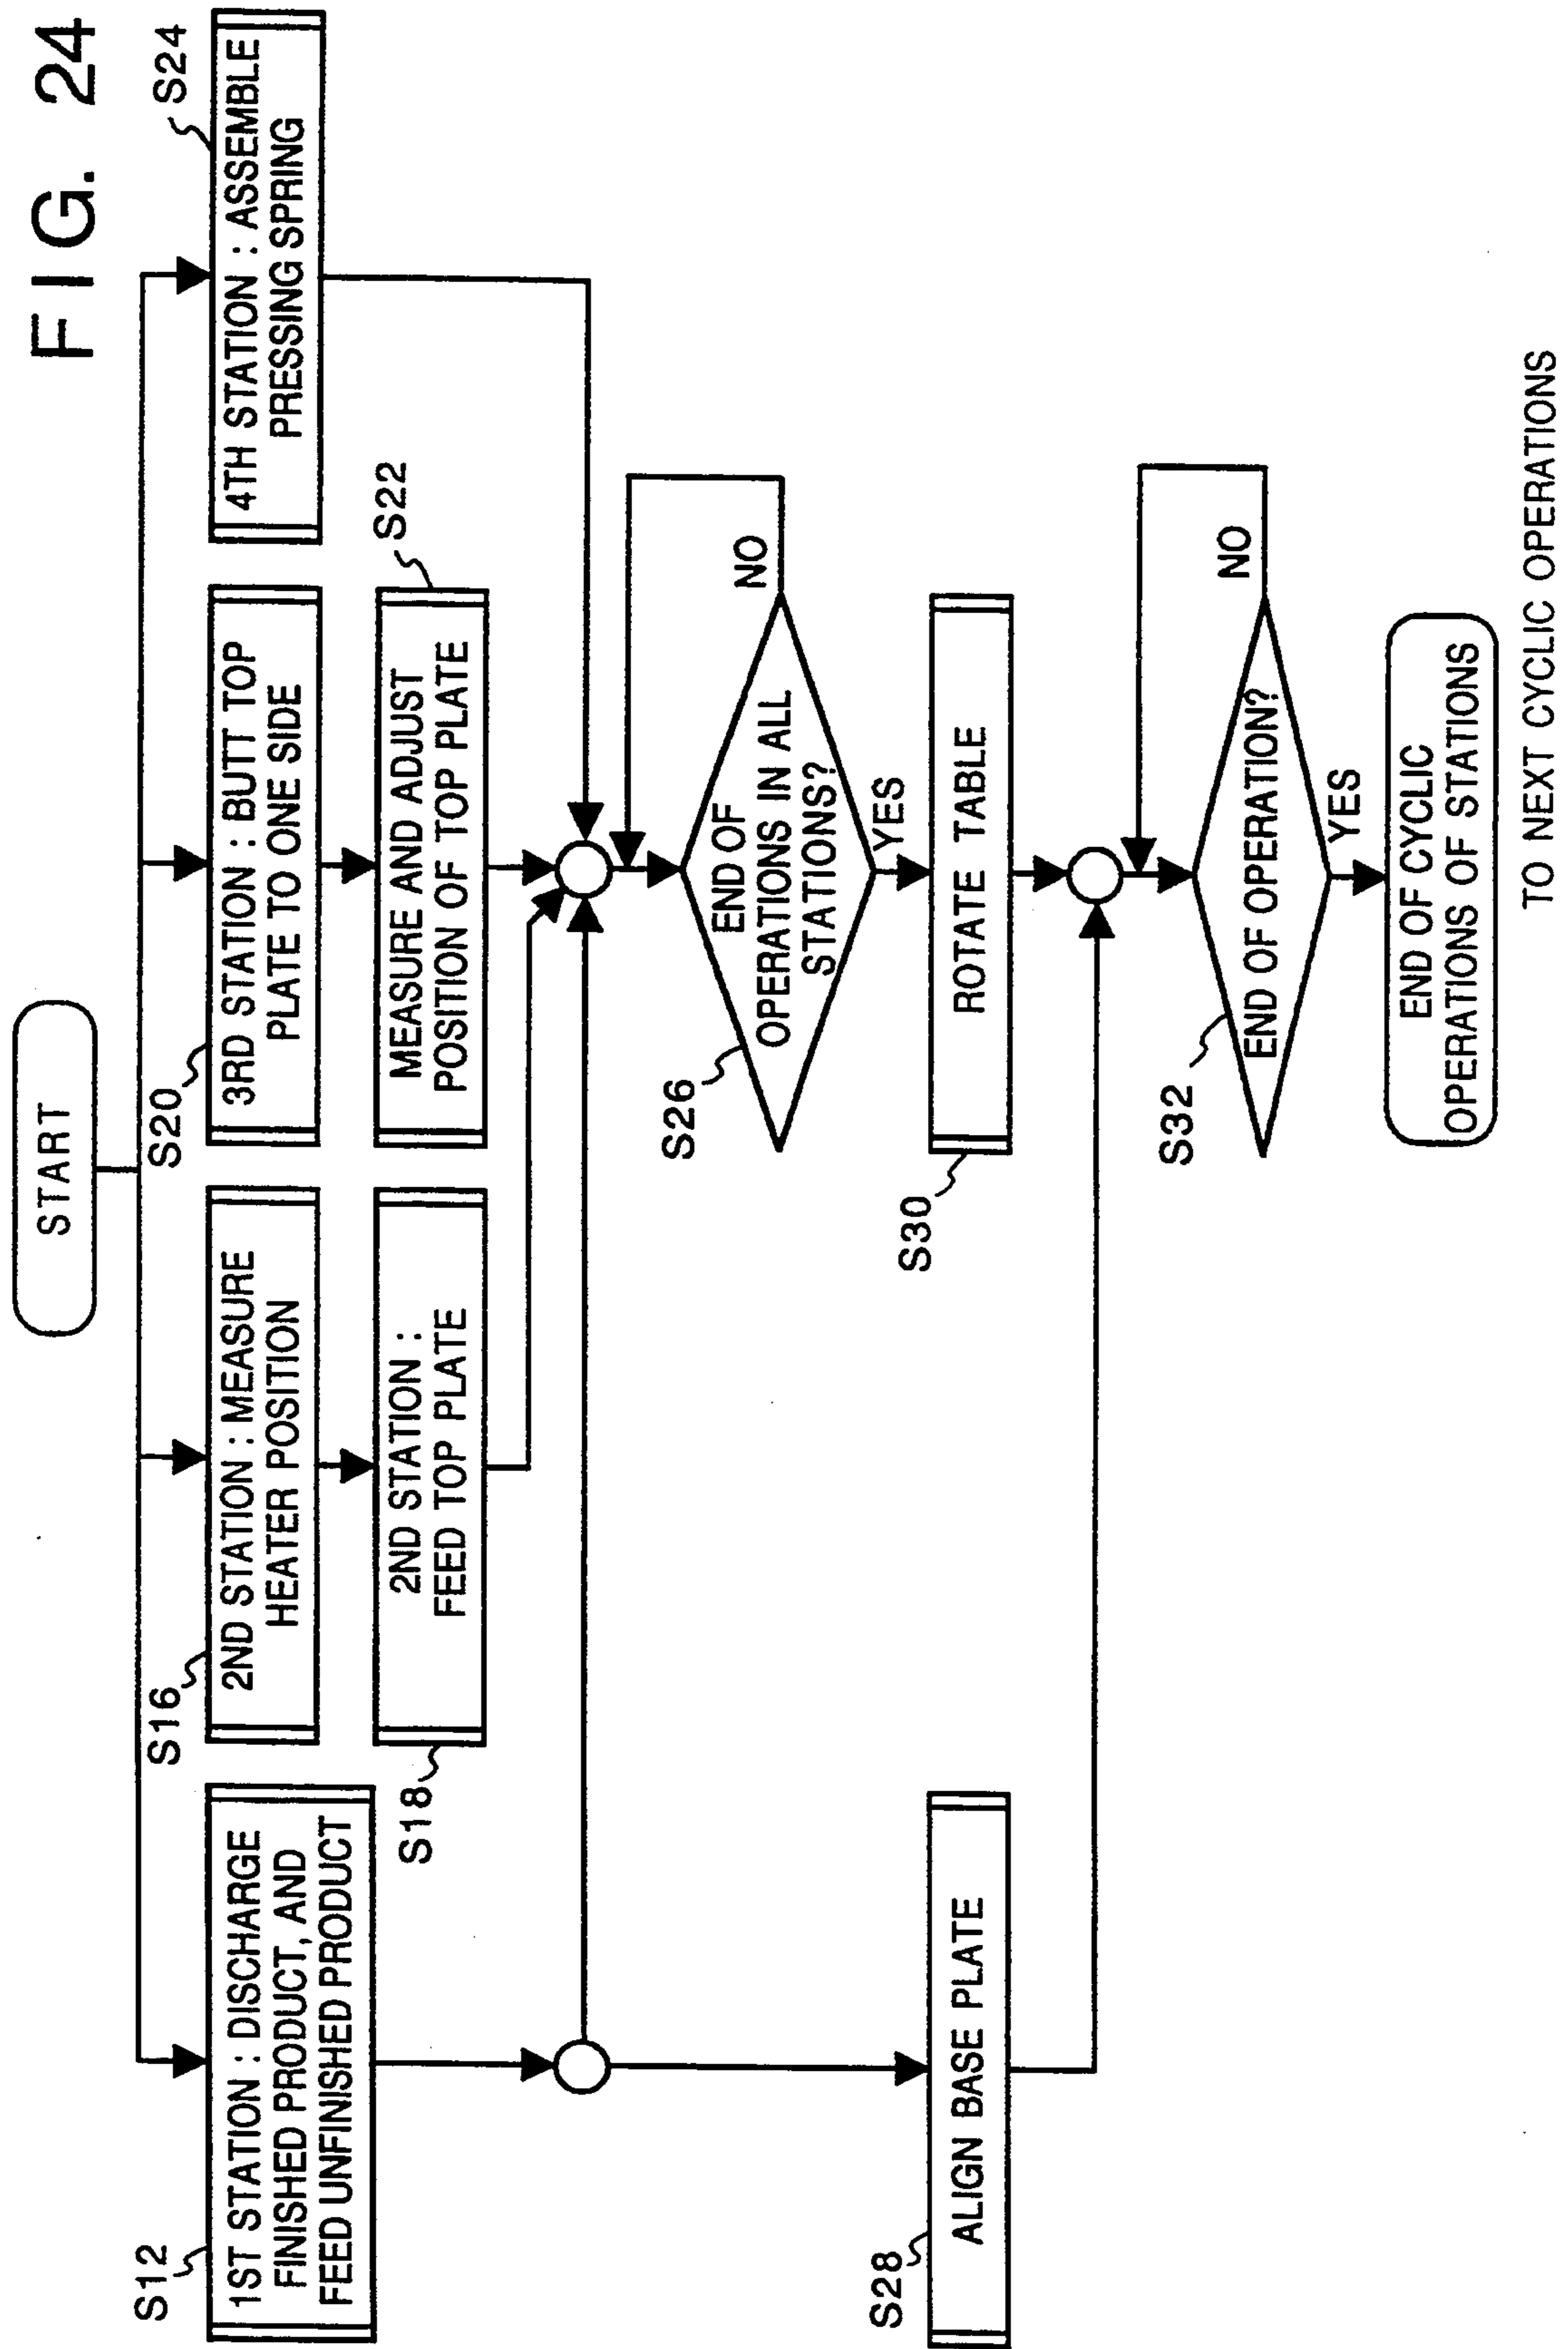 FIG. 24
START
S12
1ST STATION : DISCHARGE
FINISHED PRODUCT, AND
FEED UNFINISHED PRODUCT
S16
2ND STATION : MEASURE
HEATER POSITION
S20
3RD STATION : BUTT TOP
PLATE TO ONE SIDE
S24
4TH STATION : ASSEMBLE
PRESSING SPRING
S18
2ND STATION :
FEED TOP PLATE
S22
MEASURE AND ADJUST
POSITION OF TOP PLATE
S26
END OF
OPERATIONS IN ALL
STATIONS?
NO
YES
S28
ALIGN BASE PLATE
S30
ROTATE TABLE
S32
END OF OPERATION?
NO
YES
END OF CYCLIC
OPERATIONS OF STATIONS
TO NEXT CYCLIC OPERATIONS